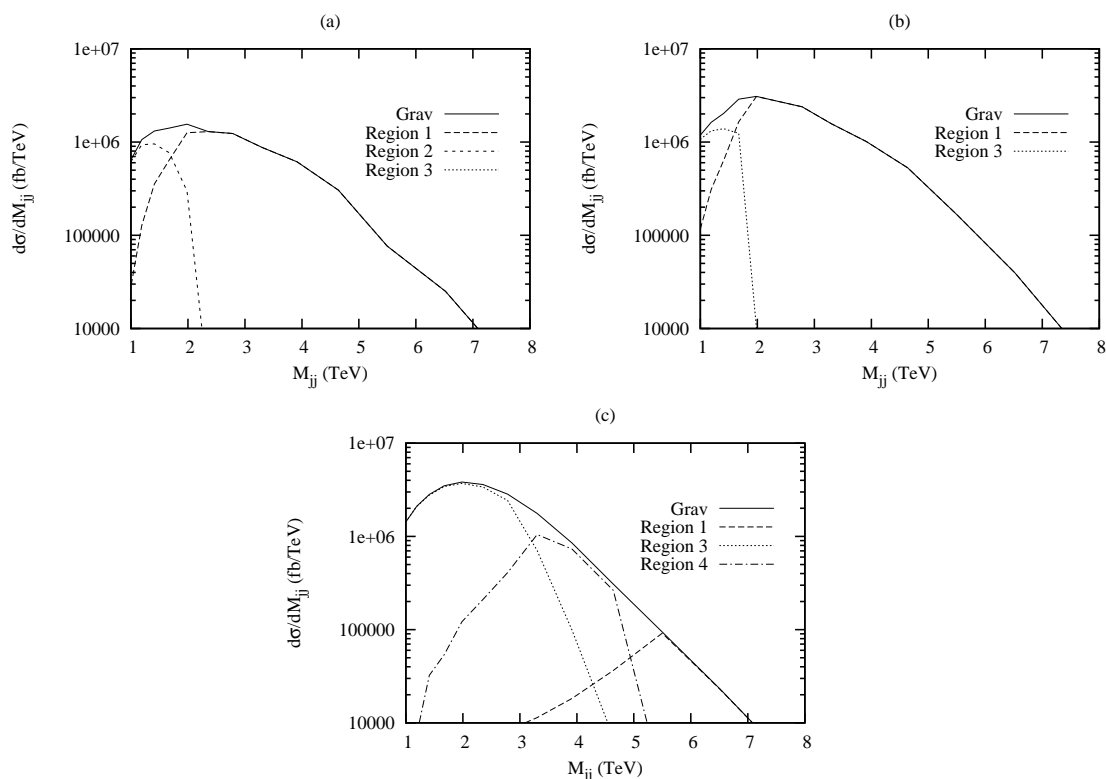 (a)
1e+07
1e+06
100000
10000
dσ/dM_jj (fb/TeV)
Grav
Region 1
Region 2
Region 3
1 2 3 4 5 6 7 8
M_jj (TeV)
(b)
1e+07
1e+06
100000
10000
dσ/dM_jj (fb/TeV)
Grav
Region 1
Region 3
1 2 3 4 5 6 7 8
M_jj (TeV)
(c)
1e+07
1e+06
100000
10000
dσ/dM_jj (fb/TeV)
Grav
Region 1
Region 3
Region 4
1 2 3 4 5 6 7 8
M_jj (TeV)